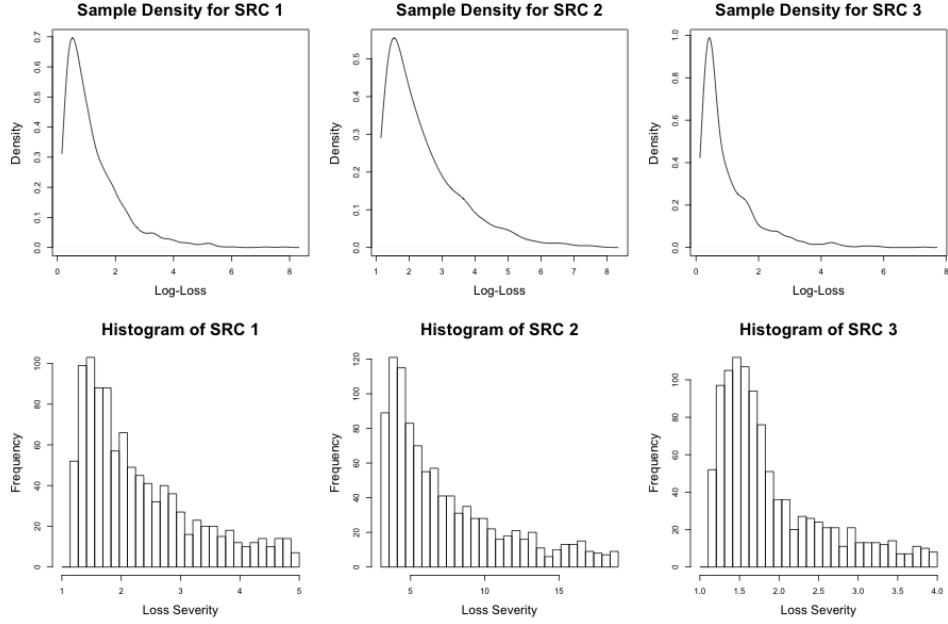 Sample Density for SRC 1
Density
0.0 0.1 0.2 0.3 0.4 0.5 0.6 0.7
0 2 4 6 8
Log-Loss
Sample Density for SRC 2
Density
0.0 0.1 0.2 0.3 0.4 0.5
1 2 3 4 5 6 7 8
Log-Loss
Sample Density for SRC 3
Density
0.0 0.2 0.4 0.6 0.8 1.0
0 2 4 6 8
Log-Loss
Histogram of SRC 1
Frequency
0 20 40 60 80 100
1 2 3 4 5
Loss Severity
Histogram of SRC 2
Frequency
0 20 40 60 80 100 120
5 10 15
Loss Severity
Histogram of SRC 3
Frequency
0 20 40 60 80 100
1.0 1.5 2.0 2.5 3.0 3.5 4.0
Loss Severity